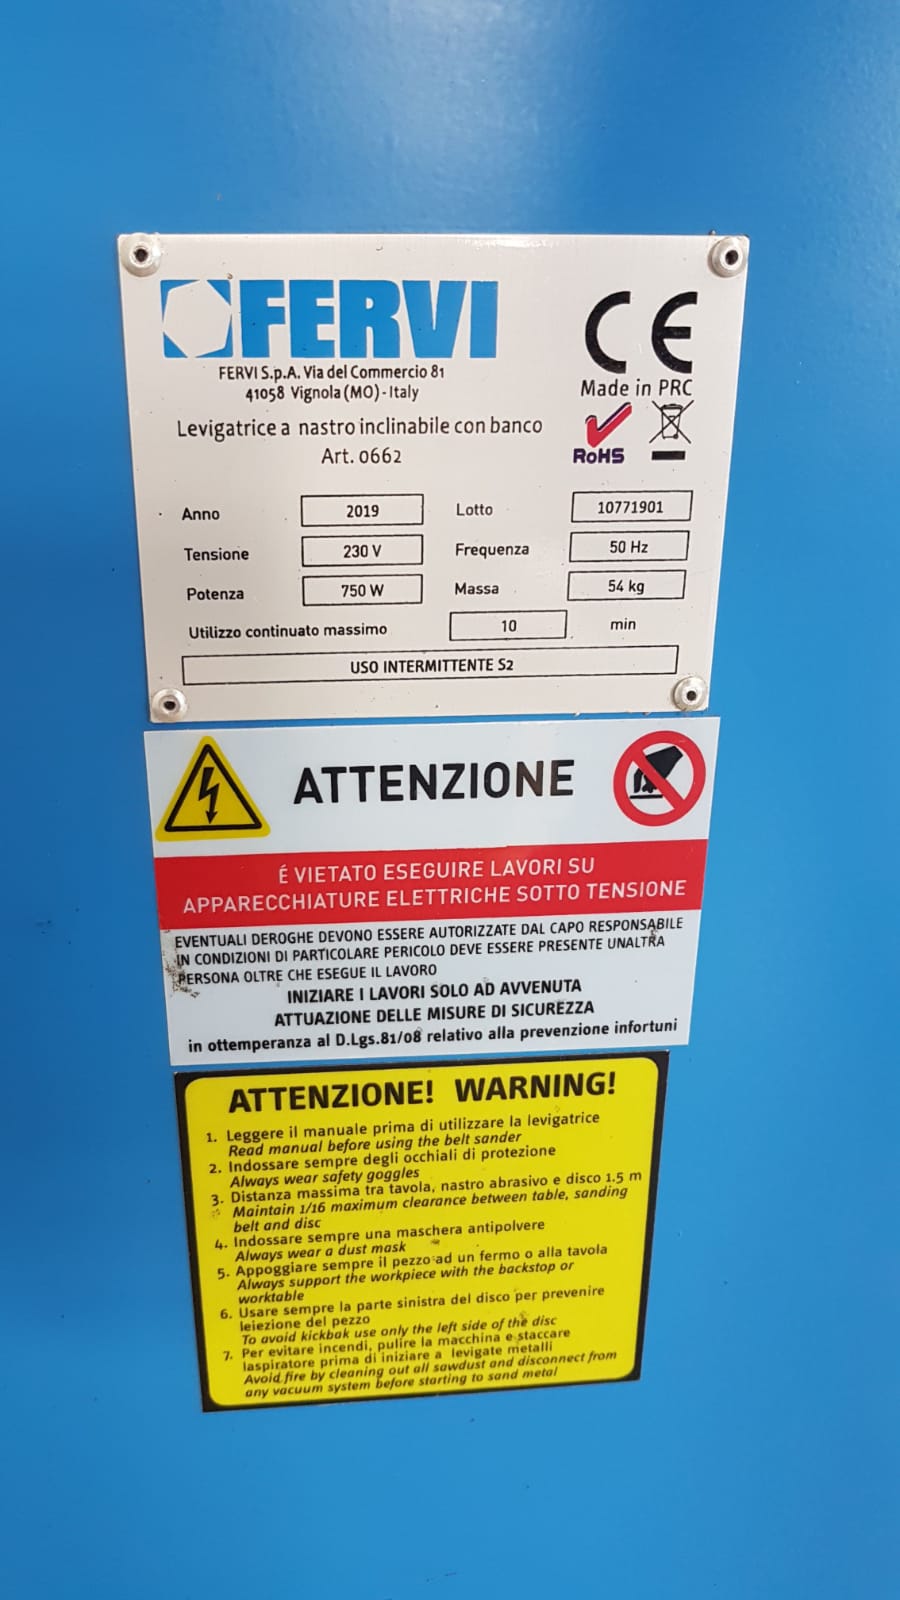 FERVI
FERVI S.p.A. Via del Commercio 81
41058 Vignola (MO) - Italy
CE
Made in PRC
Levigatrice a nastro inclinabile con banco
Art. 0662
RoHS
Anno 2019 Lotto 10771901
Tensione 230 V Frequenza 50 Hz
Potenza 750 W Massa 54 kg
Utilizzo continuato massimo 10 min
USO INTERMITTENTE S2
ATTENZIONE
É VIETATO ESEGUIRE LAVORI SU
APPARECCHIATURE ELETTRICHE SOTTO TENSIONE
EVENTUALI DEROGHE DEVONO ESSERE AUTORIZZATE DAL CAPO RESPONSABILE
IN CONDIZIONI DI PARTICOLARE PERICOLO DEVE ESSERE PRESENTE UNALTRA
PERSONA OLTRE CHE ESEGUE IL LAVORO
INIZIARE I LAVORI SOLO AD AVVENUTA
ATTUAZIONE DELLE MISURE DI SICUREZZA
in ottemperanza al D.Lgs.81/08 relativo alla prevenzione infortuni
ATTENZIONE! WARNING!
1. Leggere il manuale prima di utilizzare la levigatrice
Read manual before using the belt sander
2. Indossare sempre degli occhiali di protezione
Always wear safety goggles
3. Distanza massima tra tavola, nastro abrasivo e disco 1.5 m
Maintain 1/16 maximum clearance between table, sanding
belt and disc
4. Indossare sempre una maschera antipolvere
Always wear a dust mask
5. Appoggiare sempre il pezzo ad un fermo o alla tavola
Always support the workpiece with the backstop or
worktable
6. Usare sempre la parte sinistra del disco per prevenire
leiezione del pezzo
To avoid kickbak use only the left side of the disc
7. Per evitare incendi, pulire la macchina e staccare
laspiratore prima di iniziare a levigate metalli
Avoid fire by cleaning out all sawdust and disconnect from
any vacuum system before starting to sand metal